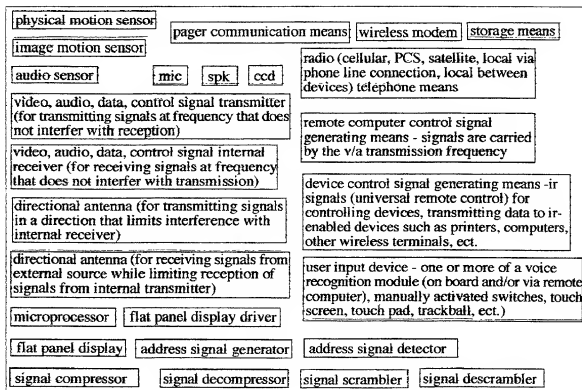 physical motion sensor
pager communication means
wireless modem
storage means
image motion sensor
audio sensor
mic
spk
ccd
radio (cellular, PCS, satellite, local via
phone line connection, local between
devices) telephone means
video, audio, data, control signal transmitter
(for transmitting signals at frequency that does
not interfere with reception)
remote computer control signal
generating means - signals are carried
by the v/a transmission frequency
video, audio, data, control signal internal
receiver (for receiving signals at frequency
that does not interfere with transmission)
device control signal generating means -ir
signals (universal remote control) for
controlling devices, transmitting data to ir-
enabled devices such as printers, computers,
other wireless terminals, ect.
directional antenna (for transmitting signals
in a direction that limits interference with
internal receiver)
directional antenna (for receiving signals from
external source while limiting reception of
signals from internal transmitter)
user input device - one or more of a voice
recognition module (on board and/or via remote
computer), manually activated switches, touch
screen, touch pad, trackball, ect.)
microprocessor
flat panel display driver
flat panel display
address signal generator
address signal detector
signal compressor
signal decompressor
signal scrambler
signal descrambler